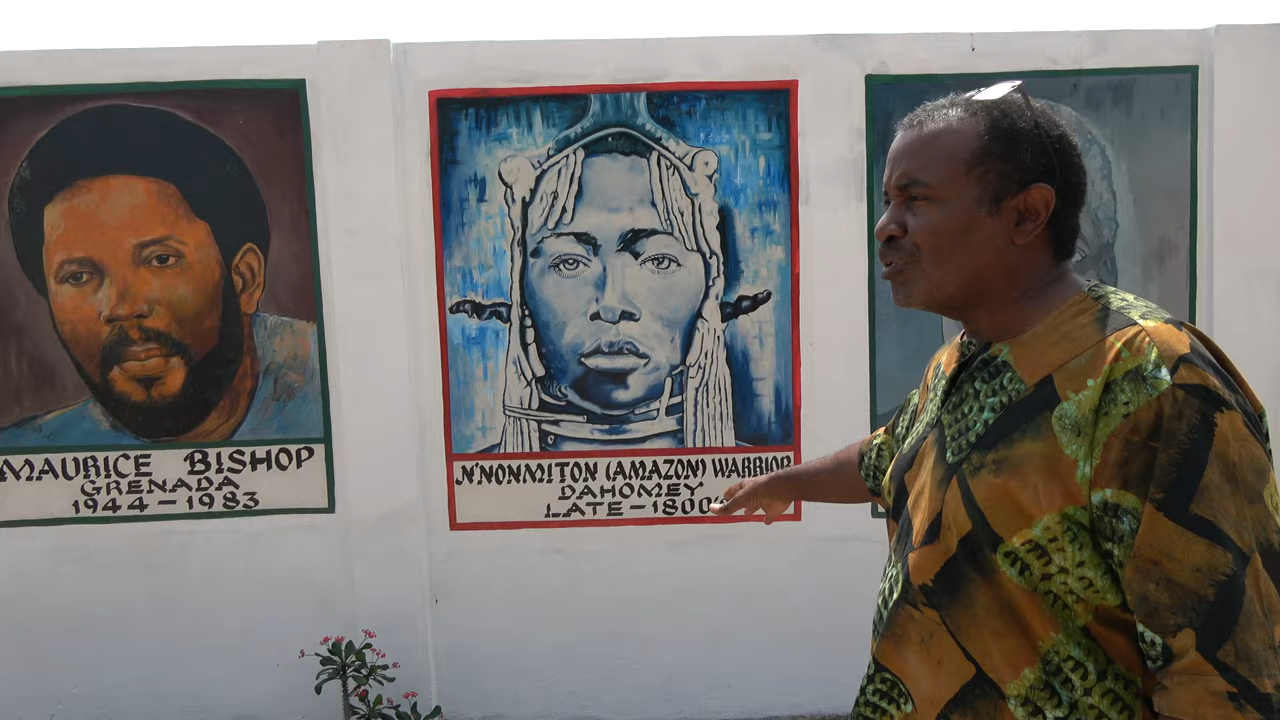 MAURICE BISHOP
GRENADA
1944-1983
N'NONMITON (AMAZON) WARRIOR
DAHOMEY
LATE-1800